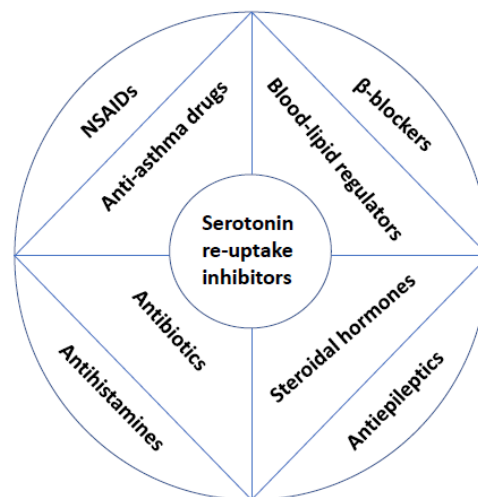 NSAIDs
Anti-asthma drugs
Blood-lipid regulators
β-blockers
Serotonin
re-uptake
inhibitors
Antihistamines
Antibiotics
Steroidal hormones
Antiepileptics